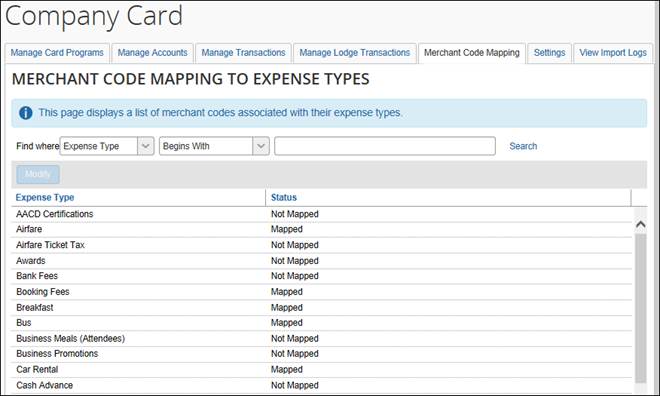 Company Card
Manage Card Programs Manage Accounts Manage Transactions Manage Lodge Transactions Merchant Code Mapping Settings View Import Logs
MERCHANT CODE MAPPING TO EXPENSE TYPES
This page displays a list of merchant codes associated with their expense types.
Find where Expense Type Begins With Search
Modify
Expense Type Status
AACD Certifications Not Mapped
Airfare Mapped
Airfare Ticket Tax Not Mapped
Awards Not Mapped
Bank Fees Not Mapped
Booking Fees Mapped
Breakfast Mapped
Bus Mapped
Business Meals (Attendees) Not Mapped
Business Promotions Not Mapped
Car Rental Mapped
Cash Advance Not Mapped